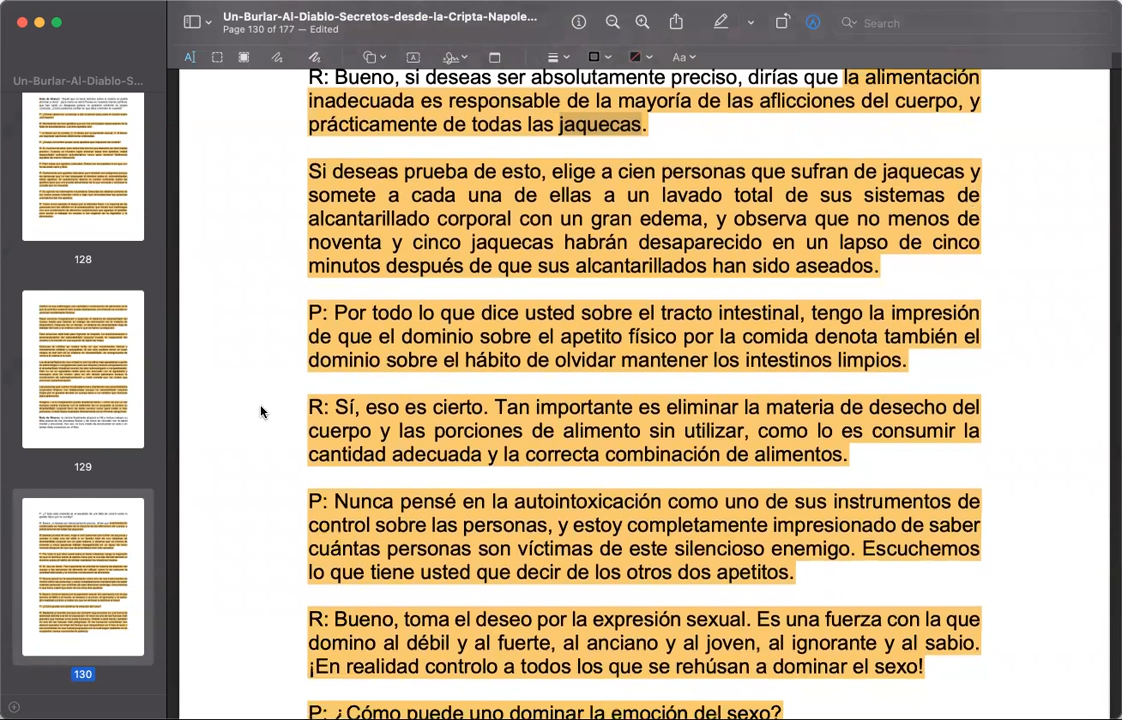 Un-Burlar-Al-Diablo-Secretos-desde-la-Cripta-Napole...
Page 130 of 177 — Edited
Search
Aa
Un-Burlar-Al-Diablo-S...
128
129
130
R: Bueno, si deseas ser absolutamente preciso, dirías que la alimentación
inadecuada es responsable de la mayoría de las aflicciones del cuerpo, y
prácticamente de todas las jaquecas.
Si deseas prueba de esto, elige a cien personas que sufran de jaquecas y
somete a cada una de ellas a un lavado total de sus sistemas de
alcantarillado corporal con un gran edema, y observa que no menos de
noventa y cinco jaquecas habrán desaparecido en un lapso de cinco
minutos después de que sus alcantarillados han sido aseados.
P: Por todo lo que dice usted sobre el tracto intestinal, tengo la impresión
de que el dominio sobre el apetito físico por la comida denota también el
dominio sobre el hábito de olvidar mantener los intestinos limpios.
R: Sí, eso es cierto. Tan importante es eliminar la materia de desecho del
cuerpo y las porciones de alimento sin utilizar, como lo es consumir la
cantidad adecuada y la correcta combinación de alimentos.
P: Nunca pensé en la autointoxicación como uno de sus instrumentos de
control sobre las personas, y estoy completamente impresionado de saber
cuántas personas son víctimas de este silencioso enemigo. Escuchemos
lo que tiene usted qué decir de los otros dos apetitos.
R: Bueno, toma el deseo por la expresión sexual. Es una fuerza con la que
domino al débil y al fuerte, al anciano y al joven, al ignorante y al sabio.
¡En realidad controlo a todos los que se rehúsan a dominar el sexo!
P: ¿Cómo puede uno dominar la emoción del sexo?